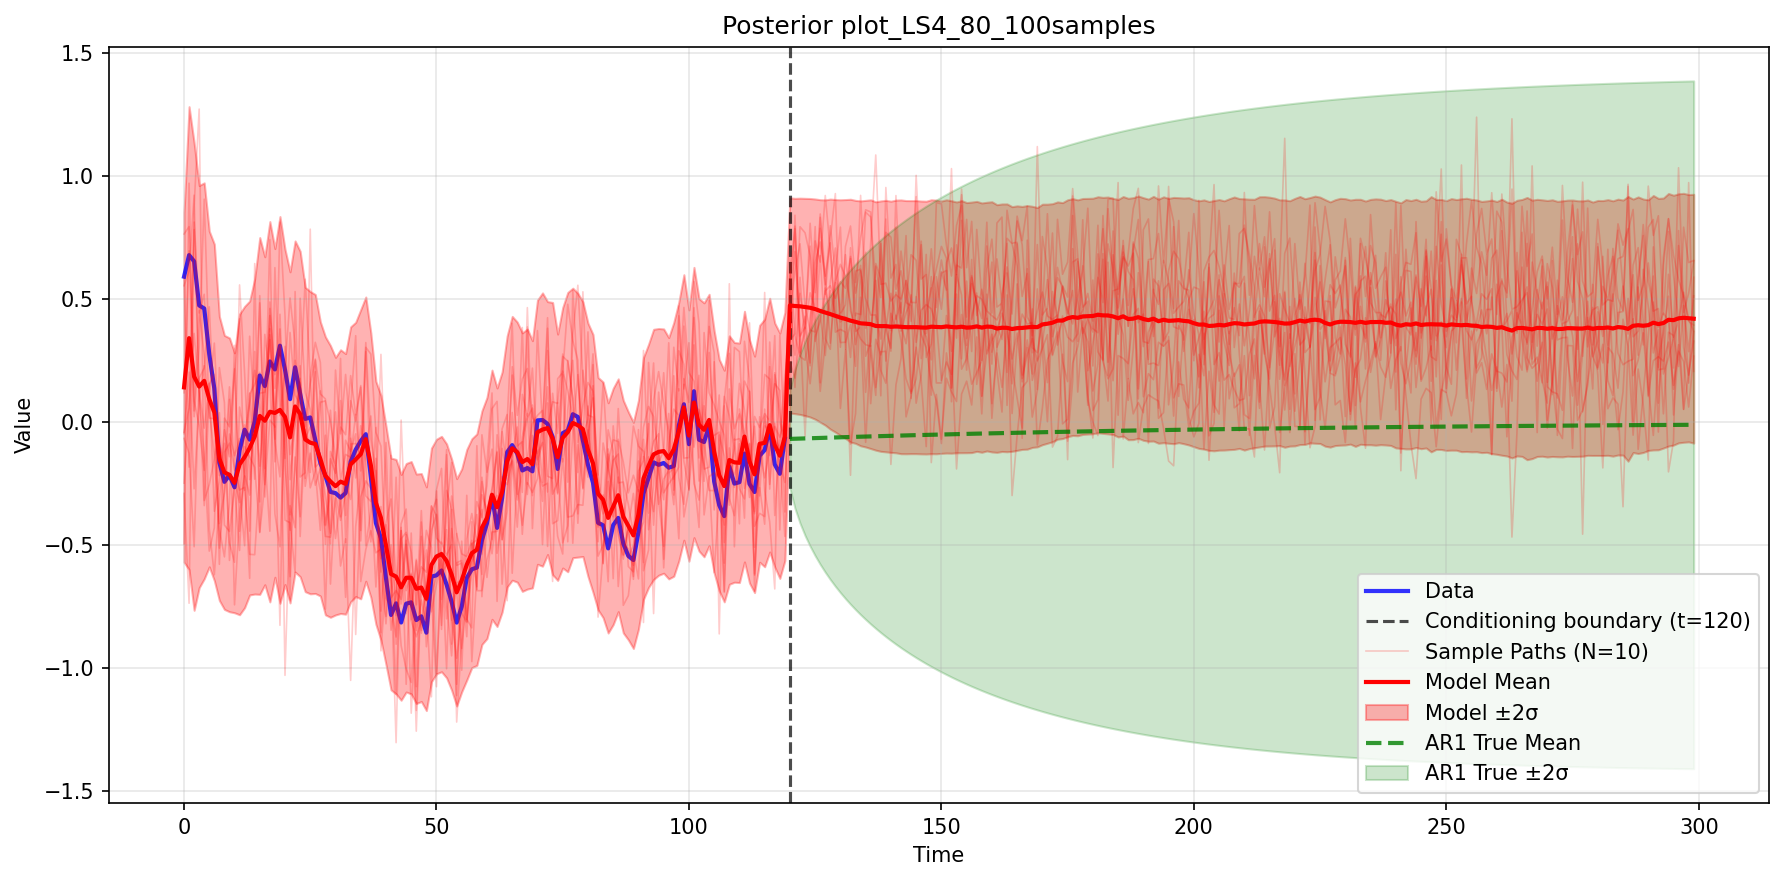 Posterior plot_LS4_80_100samples
1.5
1.0
0.5
0.0
−0.5
−1.0
−1.5
Value
0 50 100 150 200 250 300
Time
Data
Conditioning boundary (t=120)
Sample Paths (N=10)
Model Mean
Model ±2σ
AR1 True Mean
AR1 True ±2σ